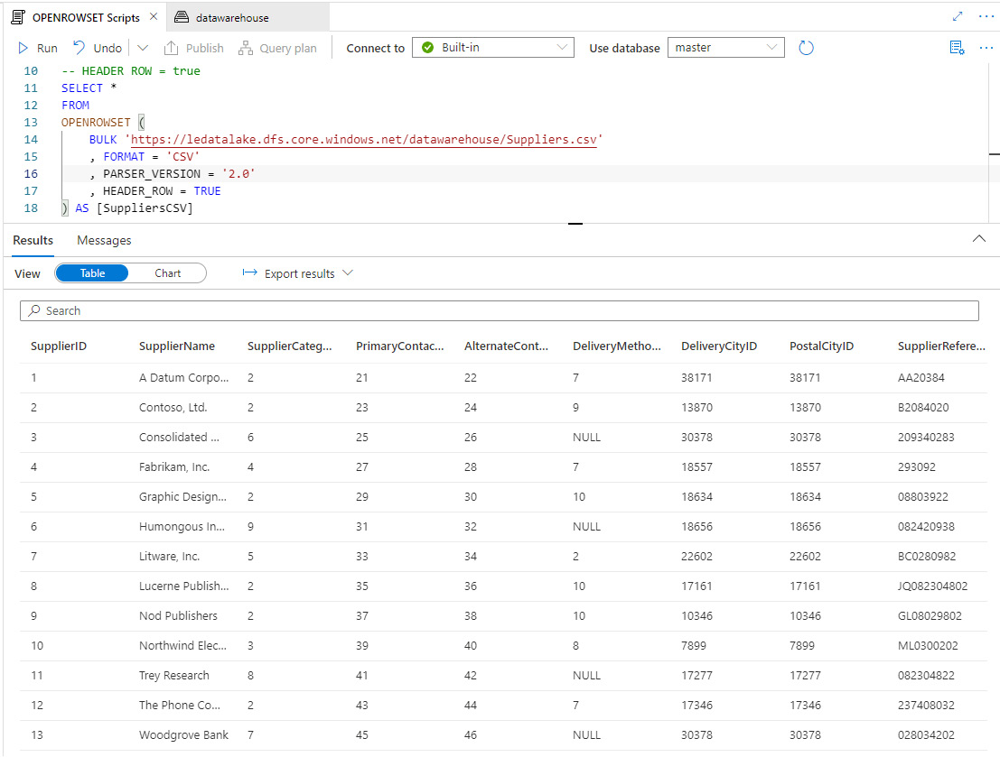 OPENROWSET Scripts × datawarehouse ...
Run Undo Publish Query plan Connect to Built-in Use database master ...
10 -- HEADER ROW = true
11 SELECT *
12 FROM
13 OPENROWSET (
14 BULK 'https://ledatalake.dfs.core.windows.net/datawarehouse/Suppliers.csv'
15 , FORMAT = 'CSV'
16 , PARSER_VERSION = '2.0'
17 , HEADER_ROW = TRUE
18 ) AS [SuppliersCSV]
Results Messages
View Table Chart Export results
Search
SupplierID SupplierName SupplierCateg... PrimaryContac... AlternateCont... DeliveryMetho... DeliveryCityID PostalCityID SupplierRefere...
1 A Datum Corpo... 2 21 22 7 38171 38171 AA20384
2 Contoso, Ltd. 2 23 24 9 13870 13870 B2084020
3 Consolidated ... 6 25 26 NULL 30378 30378 209340283
4 Fabrikam, Inc. 4 27 28 7 18557 18557 293092
5 Graphic Design... 2 29 30 10 18634 18634 08803922
6 Humongous In... 9 31 32 NULL 18656 18656 082420938
7 Litware, Inc. 5 33 34 2 22602 22602 BC0280982
8 Lucerne Publish... 2 35 36 10 17161 17161 JQ082304802
9 Nod Publishers 2 37 38 10 10346 10346 GL08029802
10 Northwind Elec... 3 39 40 8 7899 7899 ML0300202
11 Trey Research 8 41 42 NULL 17277 17277 082304822
12 The Phone Co... 2 43 44 7 17346 17346 237408032
13 Woodgrove Bank 7 45 46 NULL 30378 30378 028034202